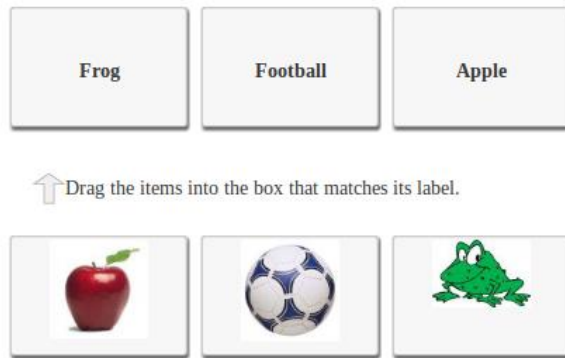 Frog Football Apple
Drag the items into the box that matches its label.